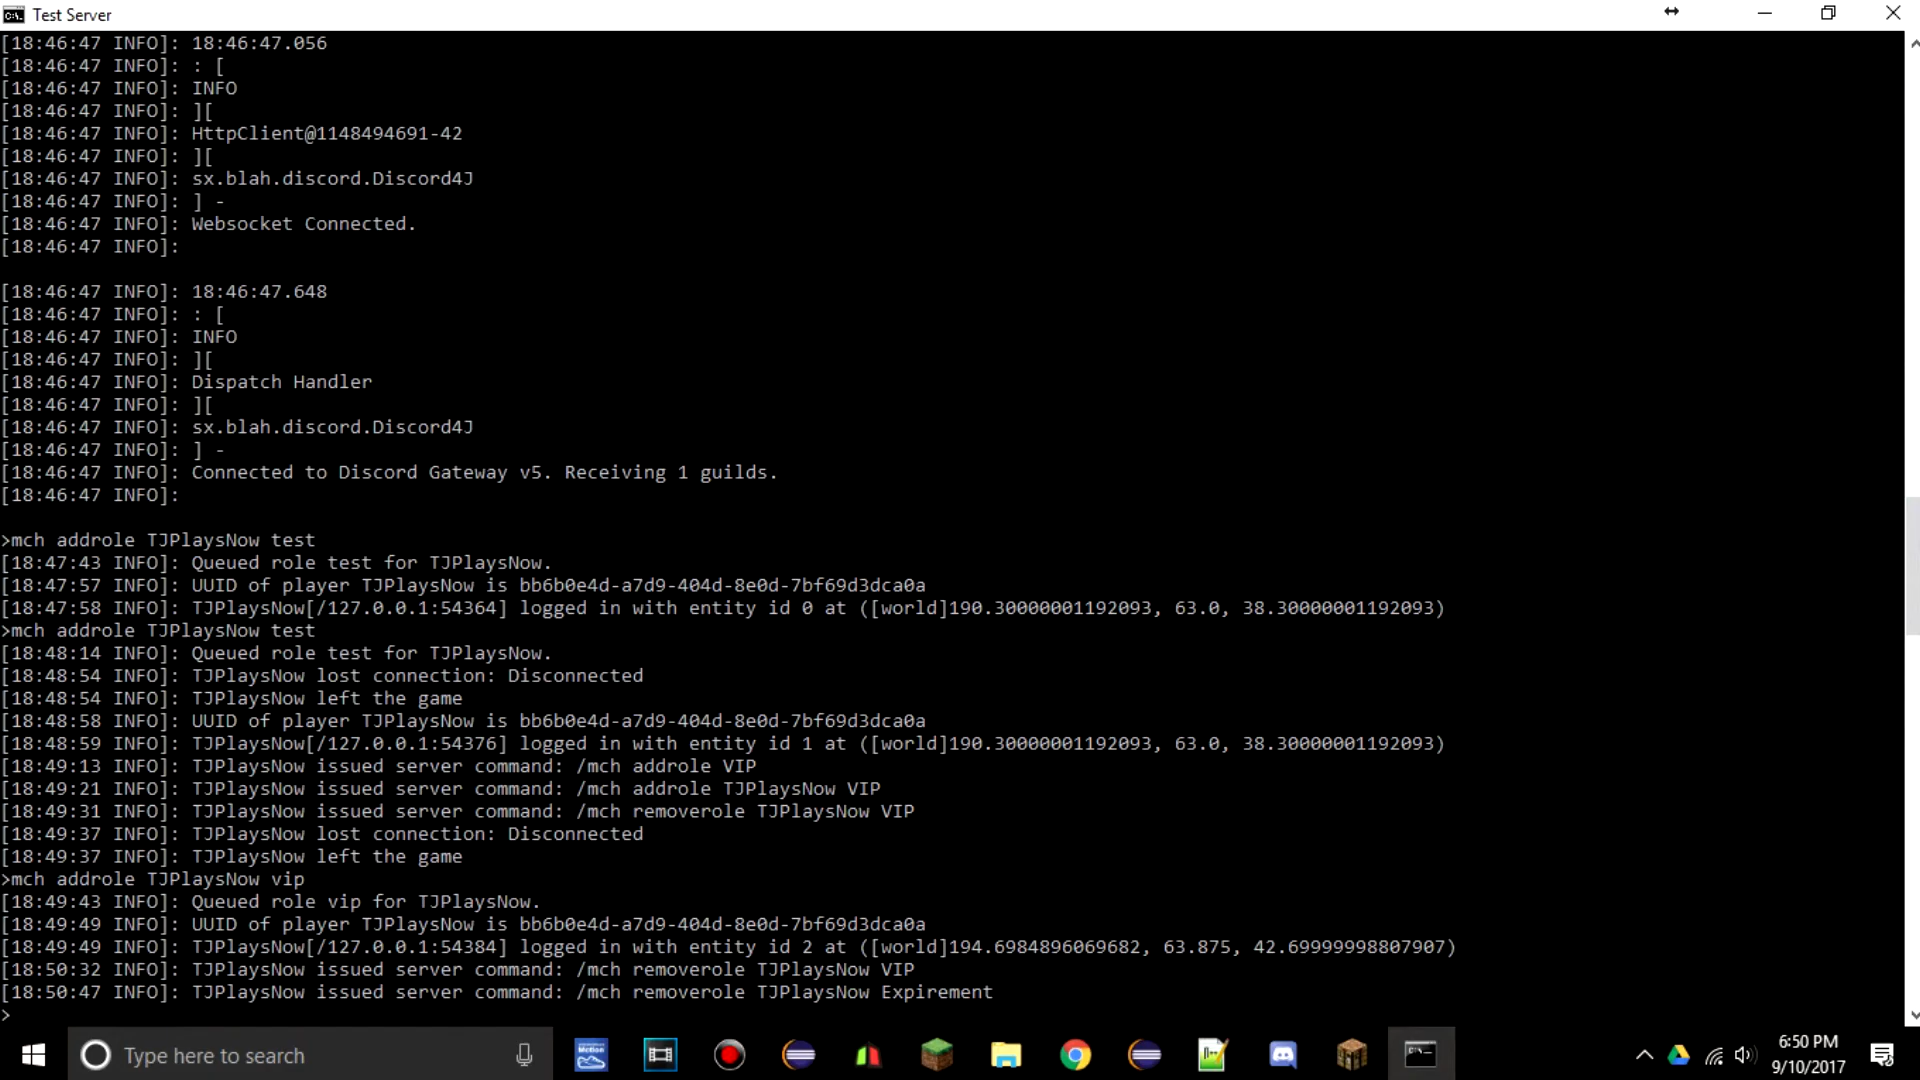 Test Server
[18:46:47 INFO]: 18:46:47.056
[18:46:47 INFO]: : [
[18:46:47 INFO]: INFO
[18:46:47 INFO]: ][
[18:46:47 INFO]: HttpClient@1148494691-42
[18:46:47 INFO]: ][
[18:46:47 INFO]: sx.blah.discord.Discord4J
[18:46:47 INFO]: ] -
[18:46:47 INFO]: Websocket Connected.
[18:46:47 INFO]:
[18:46:47 INFO]: 18:46:47.648
[18:46:47 INFO]: : [
[18:46:47 INFO]: INFO
[18:46:47 INFO]: ][
[18:46:47 INFO]: Dispatch Handler
[18:46:47 INFO]: ][
[18:46:47 INFO]: sx.blah.discord.Discord4J
[18:46:47 INFO]: ] -
[18:46:47 INFO]: Connected to Discord Gateway v5. Receiving 1 guilds.
[18:46:47 INFO]:
>mch addrole TJPlaysNow test
[18:47:43 INFO]: Queued role test for TJPlaysNow.
[18:47:57 INFO]: UUID of player TJPlaysNow is bb6b0e4d-a7d9-404d-8e0d-7bf69d3dca0a
[18:47:58 INFO]: TJPlaysNow[/127.0.0.1:54364] logged in with entity id 0 at ([world]190.30000001192093, 63.0, 38.30000001192093)
>mch addrole TJPlaysNow test
[18:48:14 INFO]: Queued role test for TJPlaysNow.
[18:48:54 INFO]: TJPlaysNow lost connection: Disconnected
[18:48:54 INFO]: TJPlaysNow left the game
[18:48:58 INFO]: UUID of player TJPlaysNow is bb6b0e4d-a7d9-404d-8e0d-7bf69d3dca0a
[18:48:59 INFO]: TJPlaysNow[/127.0.0.1:54376] logged in with entity id 1 at ([world]190.30000001192093, 63.0, 38.30000001192093)
[18:49:13 INFO]: TJPlaysNow issued server command: /mch addrole VIP
[18:49:21 INFO]: TJPlaysNow issued server command: /mch addrole TJPlaysNow VIP
[18:49:31 INFO]: TJPlaysNow issued server command: /mch removerole TJPlaysNow VIP
[18:49:37 INFO]: TJPlaysNow lost connection: Disconnected
[18:49:37 INFO]: TJPlaysNow left the game
>mch addrole TJPlaysNow vip
[18:49:43 INFO]: Queued role vip for TJPlaysNow.
[18:49:49 INFO]: UUID of player TJPlaysNow is bb6b0e4d-a7d9-404d-8e0d-7bf69d3dca0a
[18:49:49 INFO]: TJPlaysNow[/127.0.0.1:54384] logged in with entity id 2 at ([world]194.6984896069682, 63.875, 42.69999998807907)
[18:50:32 INFO]: TJPlaysNow issued server command: /mch removerole TJPlaysNow VIP
[18:50:47 INFO]: TJPlaysNow issued server command: /mch removerole TJPlaysNow Expirement
>
Type here to search
6:50 PM
9/10/2017